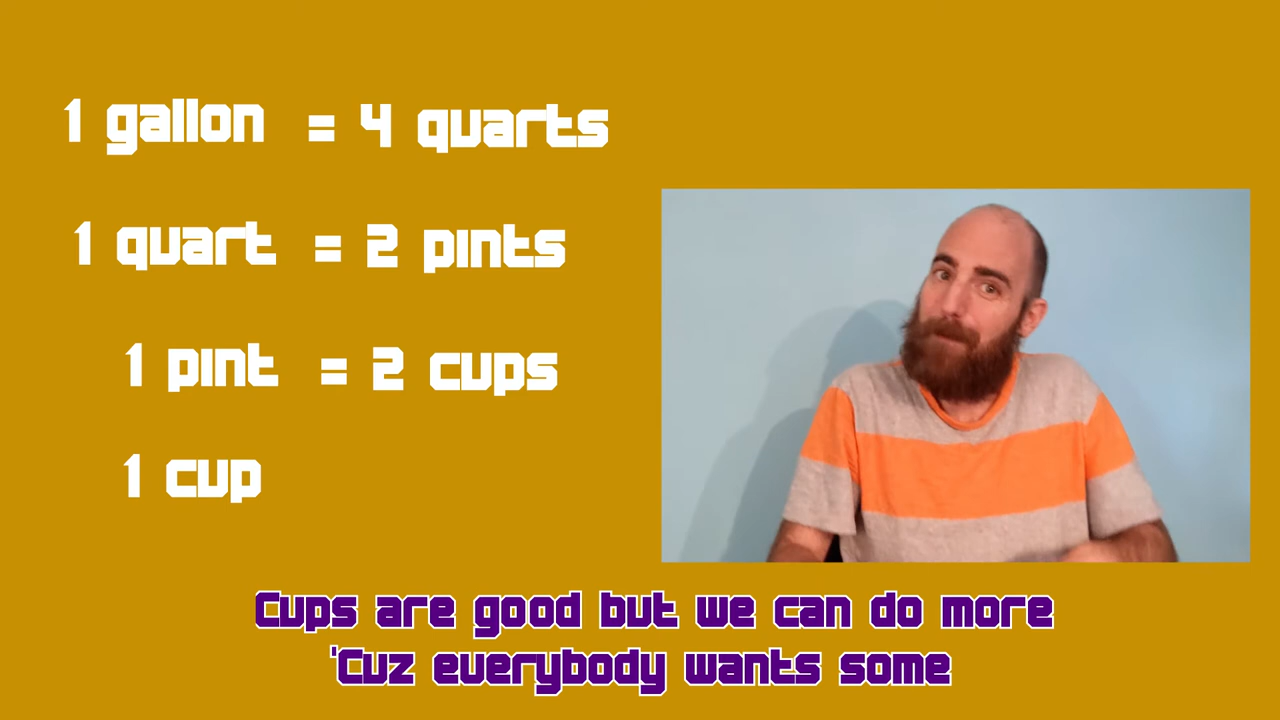 1 gallon = 4 quarts
1 quart = 2 pints
1 pint = 2 cups
1 cup
Cups are good but we can do more
'Cuz everybody wants some